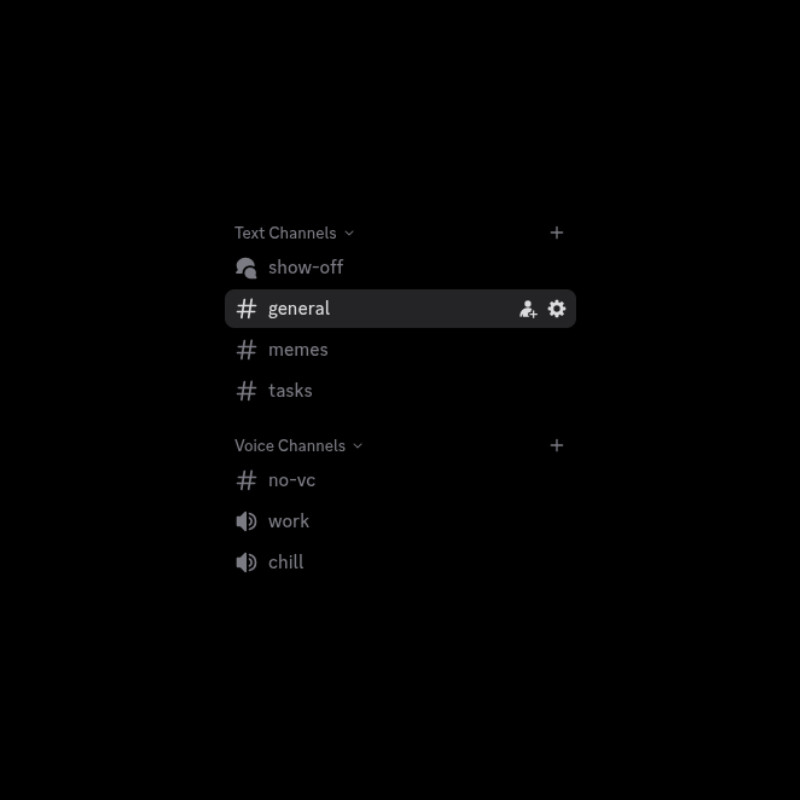 Text Channels
show-off
general
memes
tasks
Voice Channels
no-vc
work
chill